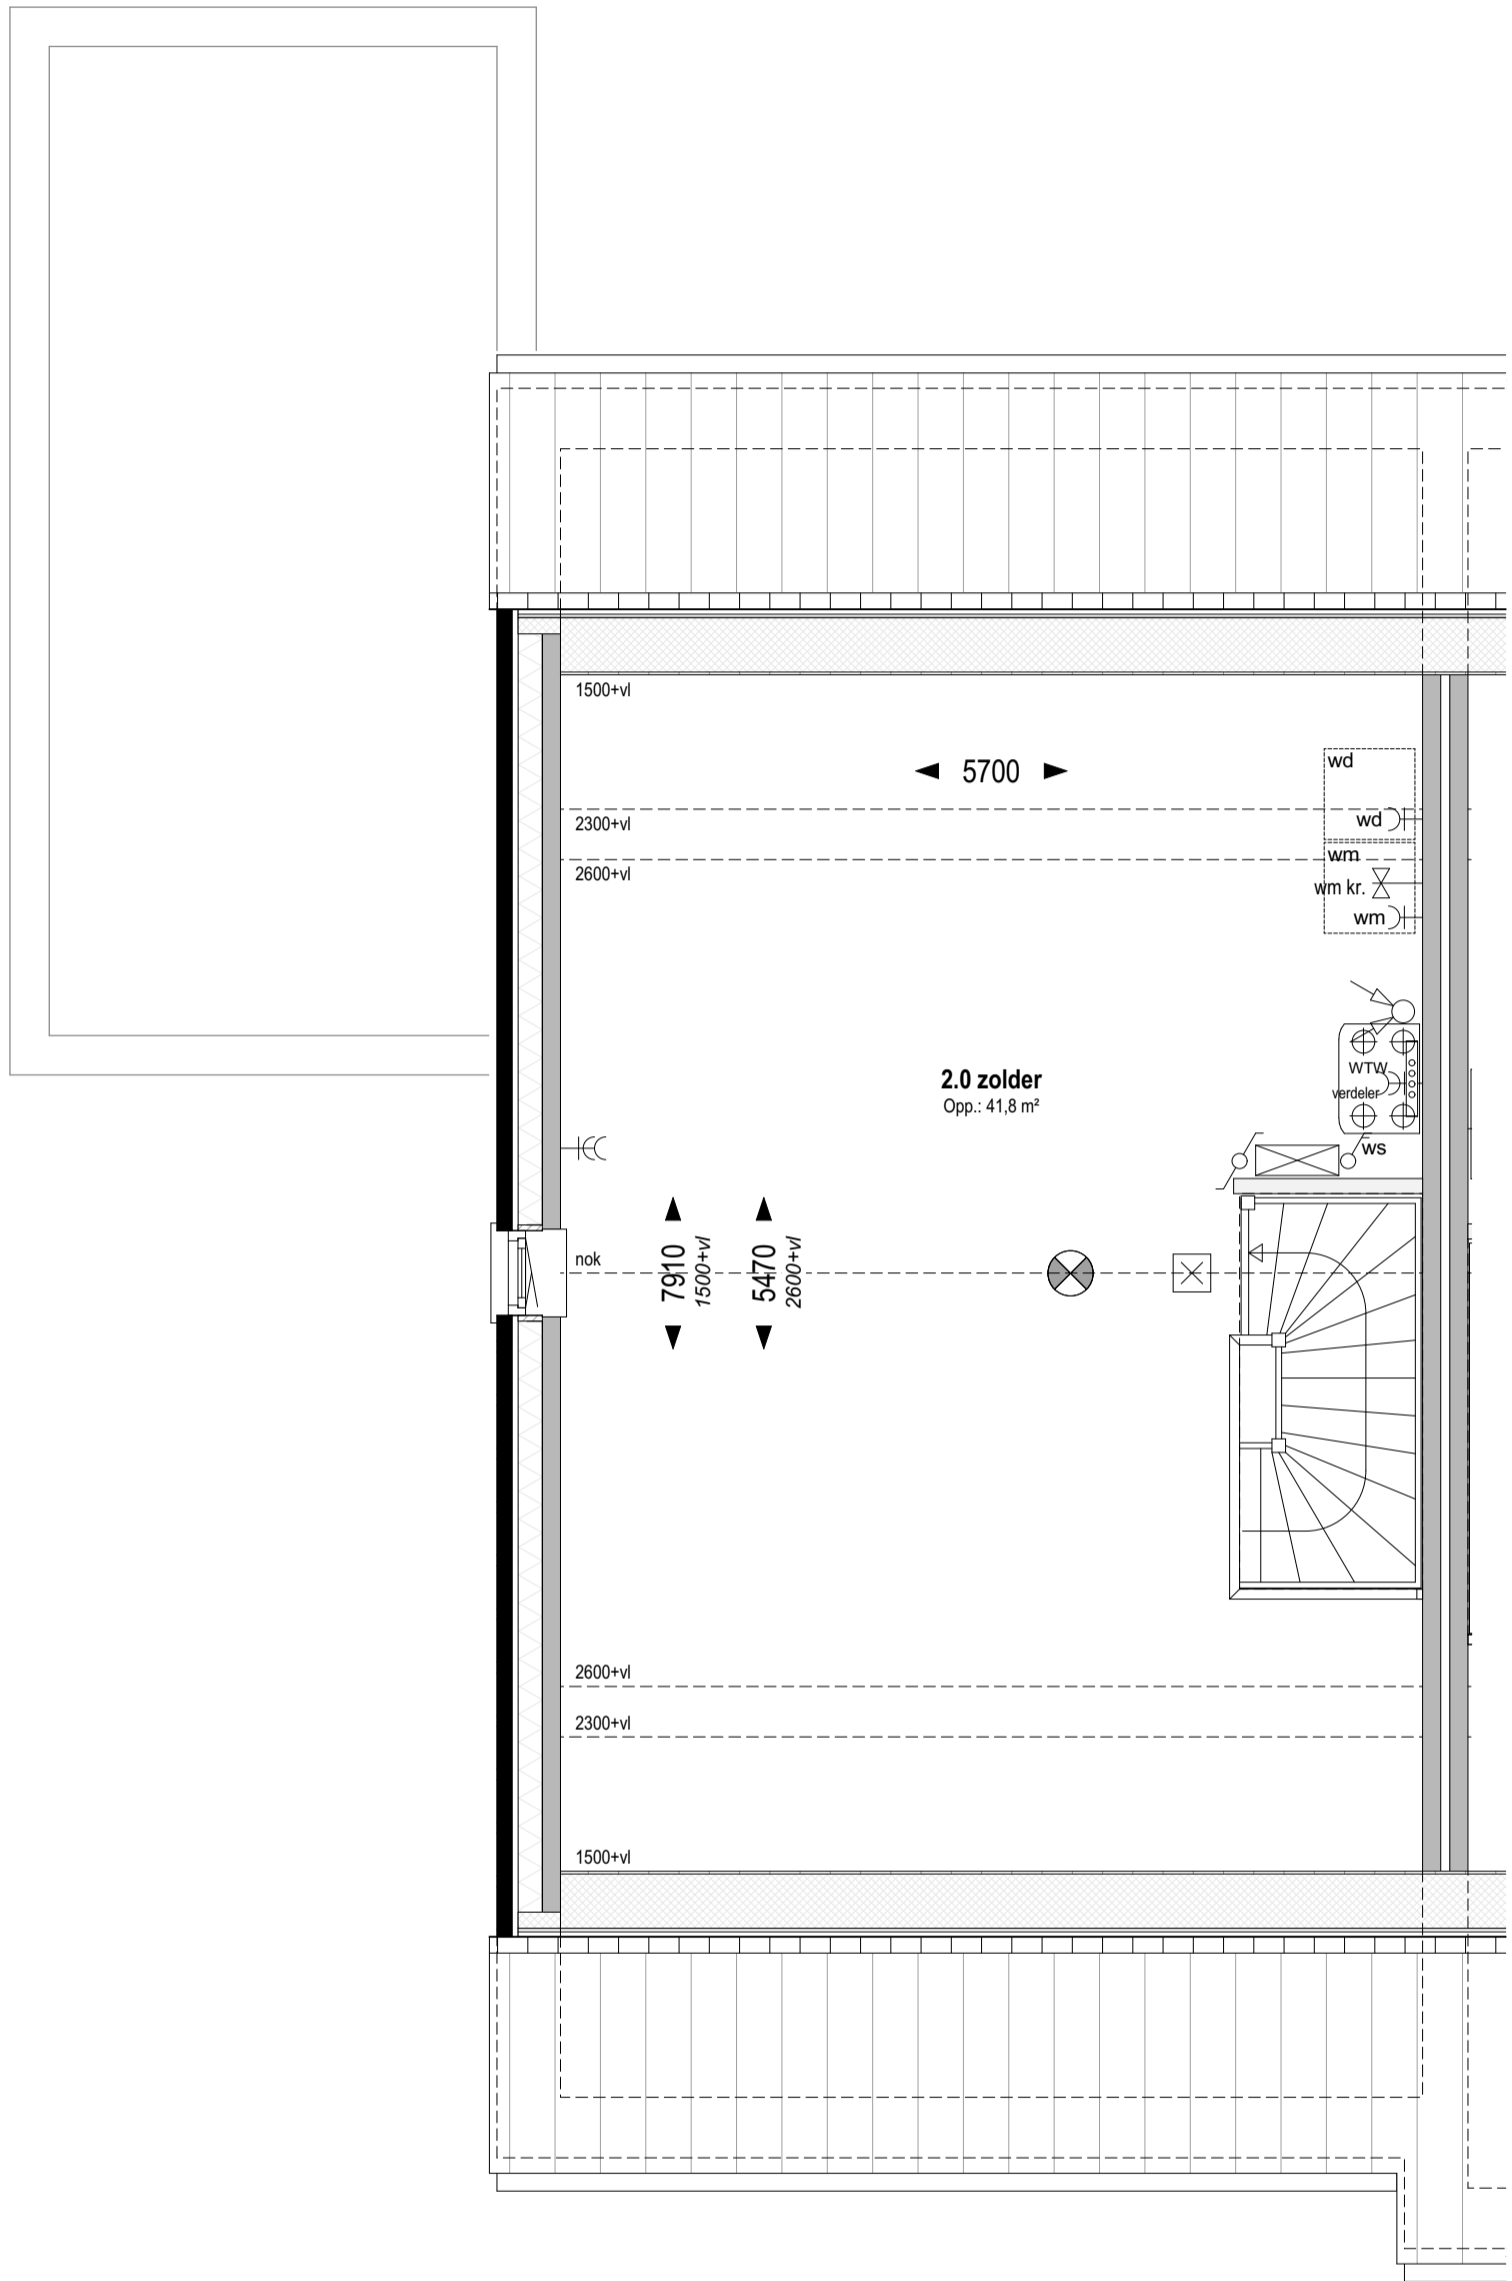 1500+vl
5700
wd
2300+vl
wd
wm
2600+vl
wm kr.
wm
WTW
2.0 zolder
verdeler
Opp.: 41,8 m²
ws
nok
7910
1500+vl
5470
2600+vl
2600+vl
2300+vl
1500+vl